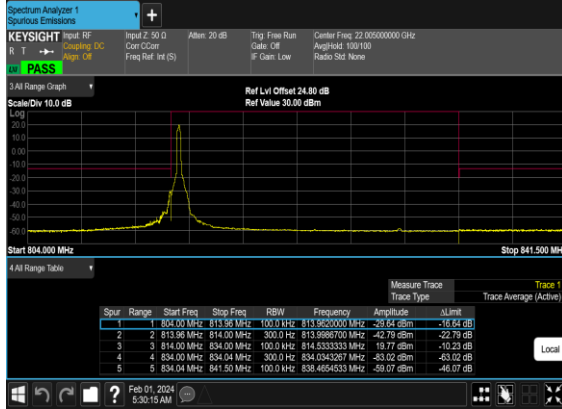 Spectrum Analyzer 1
Spurious Emissions
+
KEYSIGHT Input: RF Input Z: 50 Ω Atten: 20 dB Trig: Free Run Center Freq: 22.005000000 GHz
R T Coupling: DC Corr CCorr Gate: Off Avg|Hold: 100/100
Align: Off Freq Ref: Int (S) IF Gain: Low Radio Std: None
PASS
3 All Range Graph
Ref Lvl Offset 24.80 dB
Scale/Div 10.0 dB Ref Value 30.00 dBm
Log
20.0
10.0
0.00
-10.0
-20.0
-30.0
-40.0
-50.0
-60.0
Start 804.000 MHz Stop 841.500 MH
4 All Range Table
Measure Trace Trace 1
Trace Type Trace Average (Active)
Spur Range Start Freq Stop Freq RBW Frequency Amplitude ΔLimit
1 1 804.00 MHz 813.96 MHz 100.0 kHz 813.9620000 MHz -29.64 dBm -16.64 dB
2 2 813.96 MHz 814.00 MHz 300.0 Hz 813.9986700 MHz -42.79 dBm -22.79 dB
3 3 814.00 MHz 834.00 MHz 100.0 kHz 814.5333333 MHz 19.77 dBm -10.23 dB
4 4 834.00 MHz 834.04 MHz 300.0 Hz 834.0343267 MHz -83.02 dBm -63.02 dB
5 5 834.04 MHz 841.50 MHz 100.0 kHz 838.4654533 MHz -59.07 dBm -46.07 dB
Local
? Feb 01, 2024
5:30:15 AM